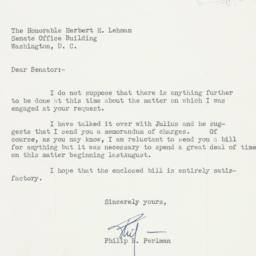 The Honorable Herbert H. Lehman
Senate Office Building
Washington, D. C.
Dear Senator:-
I do not suppose that there is anything further
to be done at this time about the matter on which I was
engaged at your request.
I have talked it over with Julius and he sug-
gests that I send you a memorandum of charges. Of
course, as you may know, I am reluctant to send you a bill
for anything but it was necessary to spend a great deal of time
on this matter beginning lastAugust.
I hope that the enclosed bill is entirely satis-
factory.
Sincerely yours,
Phil
Philip B. Perlman